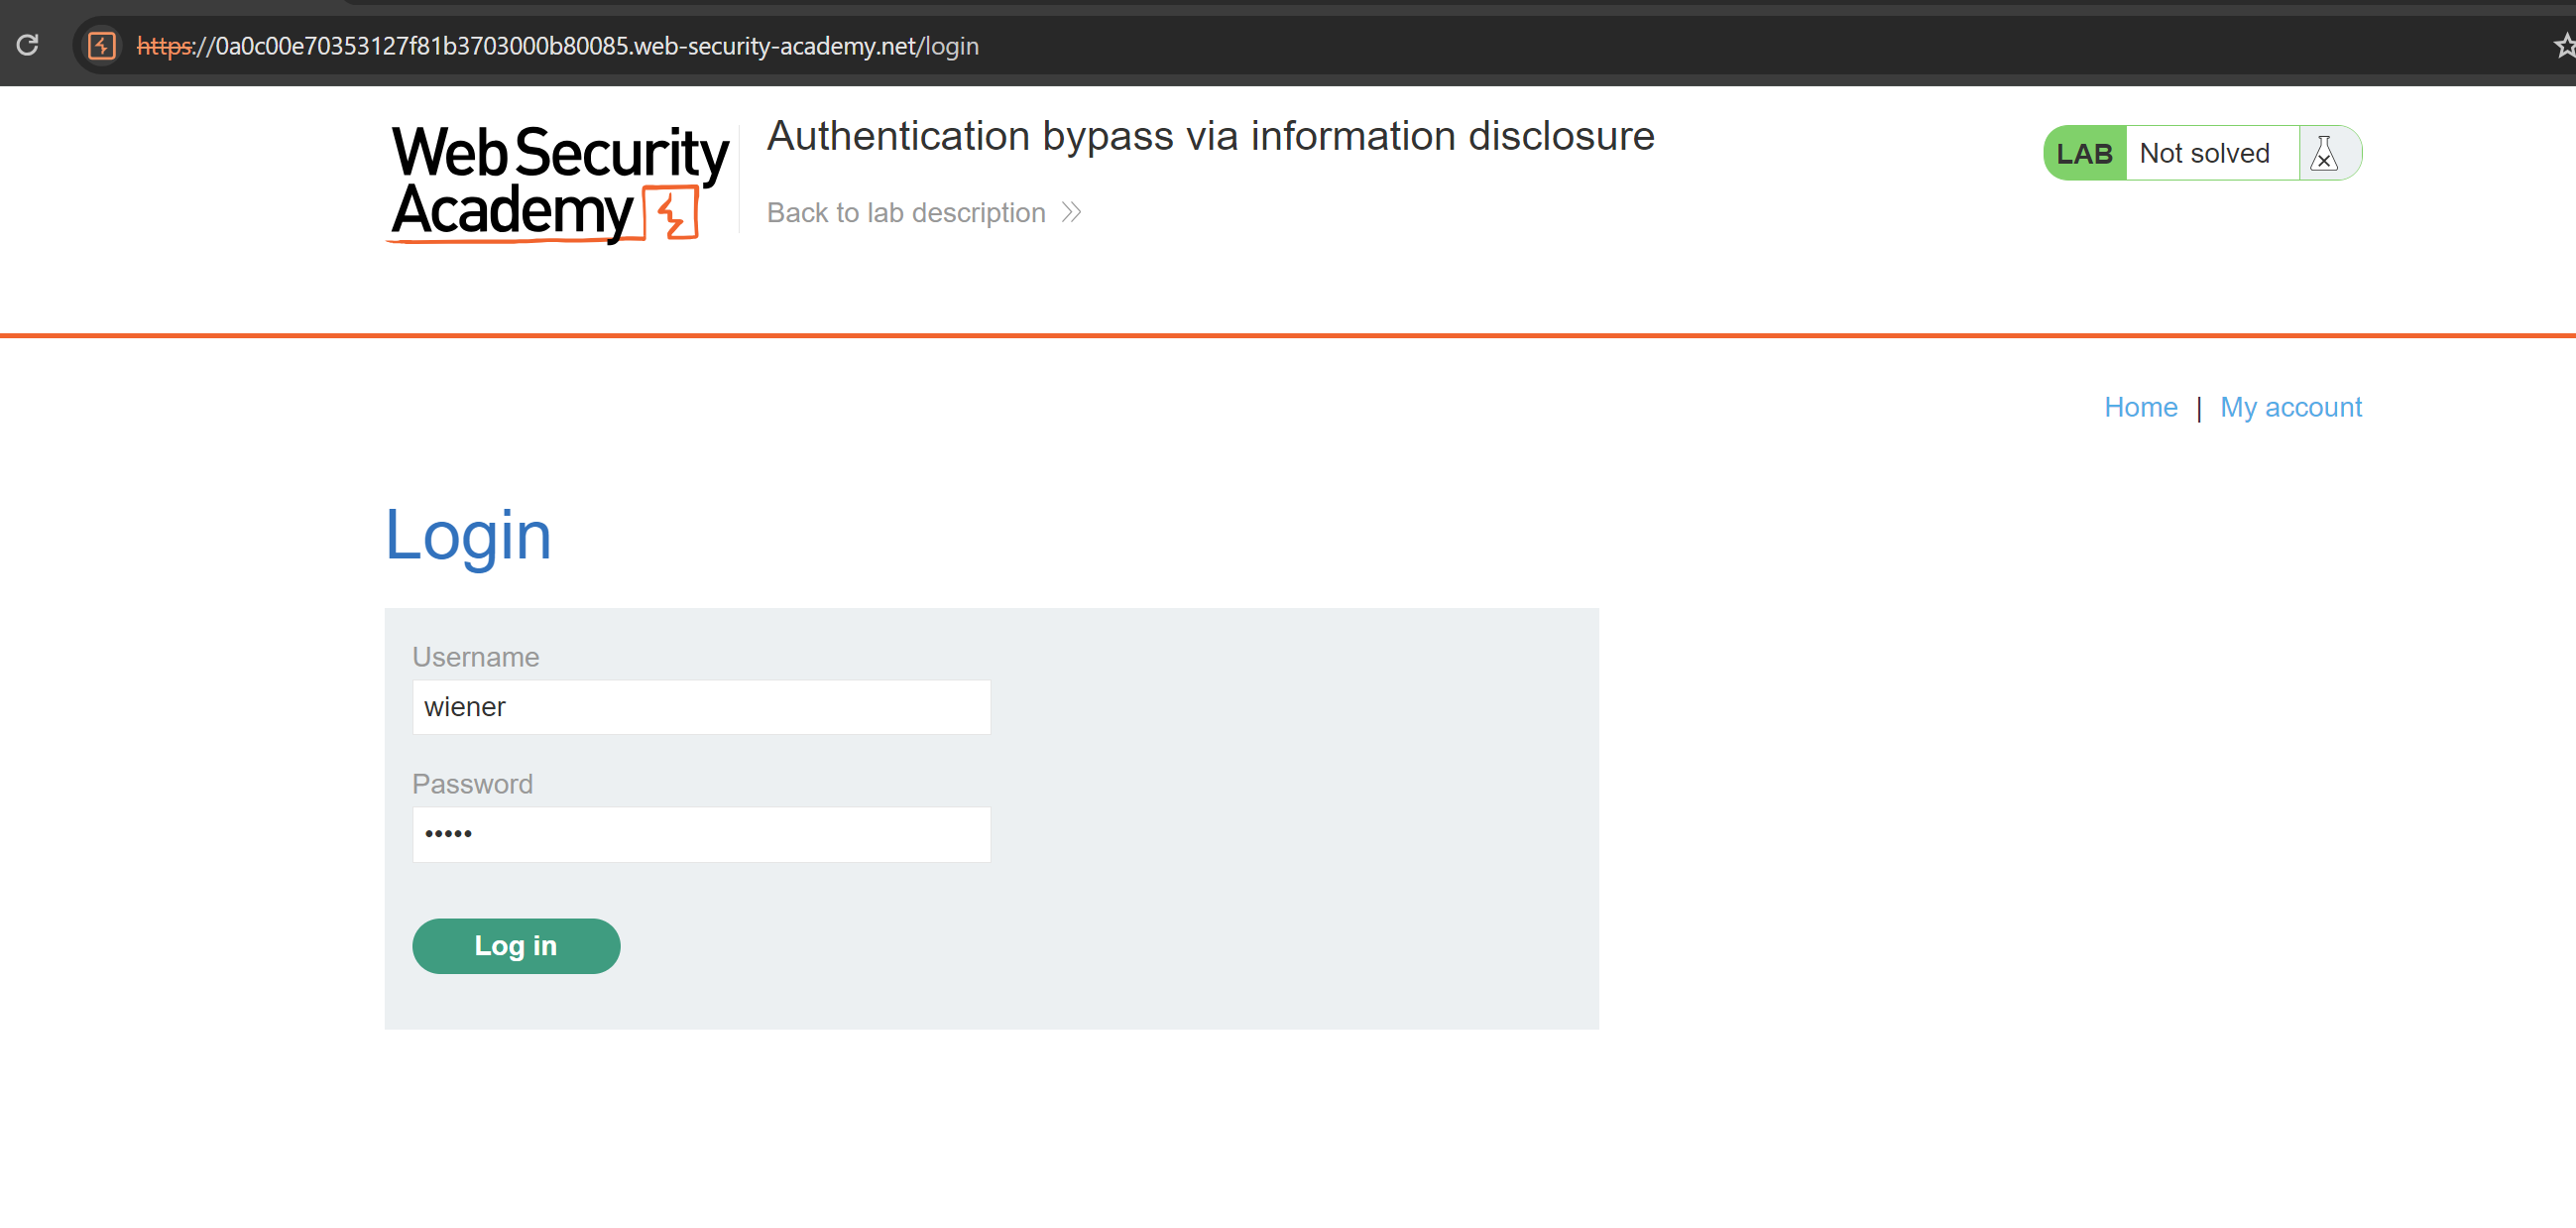 https://0a0c00e70353127f81b3703000b80085.web-security-academy.net/login
Web Security
Academy
Authentication bypass via information disclosure
Back to lab description
LAB Not solved
Home | My account
Login
Username
wiener
Password
•••••
Log in